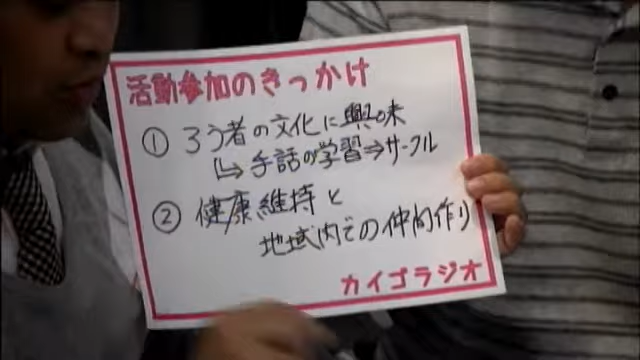 活動参加のきっかけ
① ろう者の文化に興味
↳ 手話の学習⇒サークル
② 健康維持と
地域内での仲間作り
カイゴラジオ